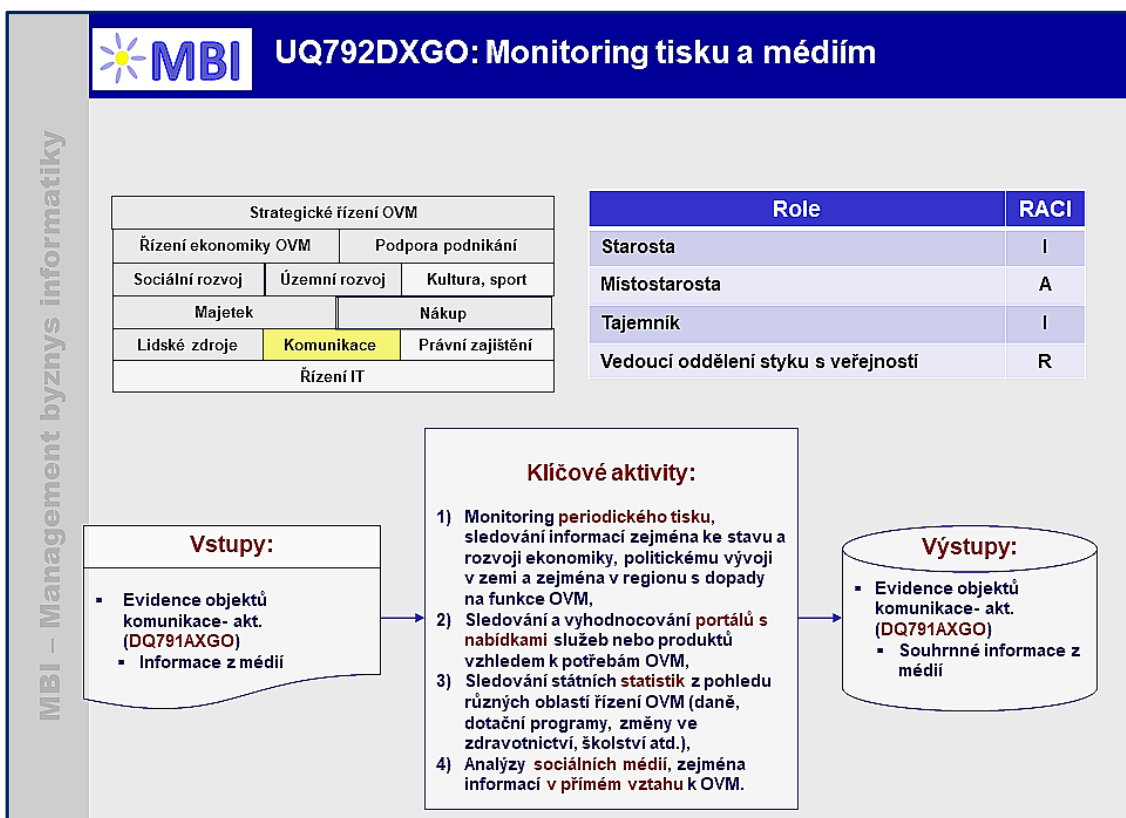 MBI
UQ792DXGO: Monitoring tisku a médiím
MBI – Management byznys informatiky
Strategické řízení OVM
Řízení ekonomiky OVM
Podpora podnikání
Sociální rozvoj
Územní rozvoj
Kultura, sport
Majetek
Nákup
Lidské zdroje
Komunikace
Právní zajištění
Řízení IT
Role RACI
Starosta I
Místostarosta A
Tajemník I
Vedoucí oddělení styku s veřejností R
Vstupy:
▪ Evidence objektů
komunikace- akt.
(DQ791AXGO)
▪ Informace z médií
Klíčové aktivity:
1) Monitoring periodického tisku,
sledování informací zejména ke stavu a
rozvoji ekonomiky, politickému vývoji
v zemi a zejména v regionu s dopady
na funkce OVM,
2) Sledování a vyhodnocování portálů s
nabídkami služeb nebo produktů
vzhledem k potřebám OVM,
3) Sledování státních statistik z pohledu
různých oblastí řízení OVM (daně,
dotační programy, změny ve
zdravotnictví, školství atd.),
4) Analýzy sociálních médií, zejména
informací v přímém vztahu k OVM.
Výstupy:
▪ Evidence objektů
komunikace- akt.
(DQ791AXGO)
▪ Souhrnné informace z
médií